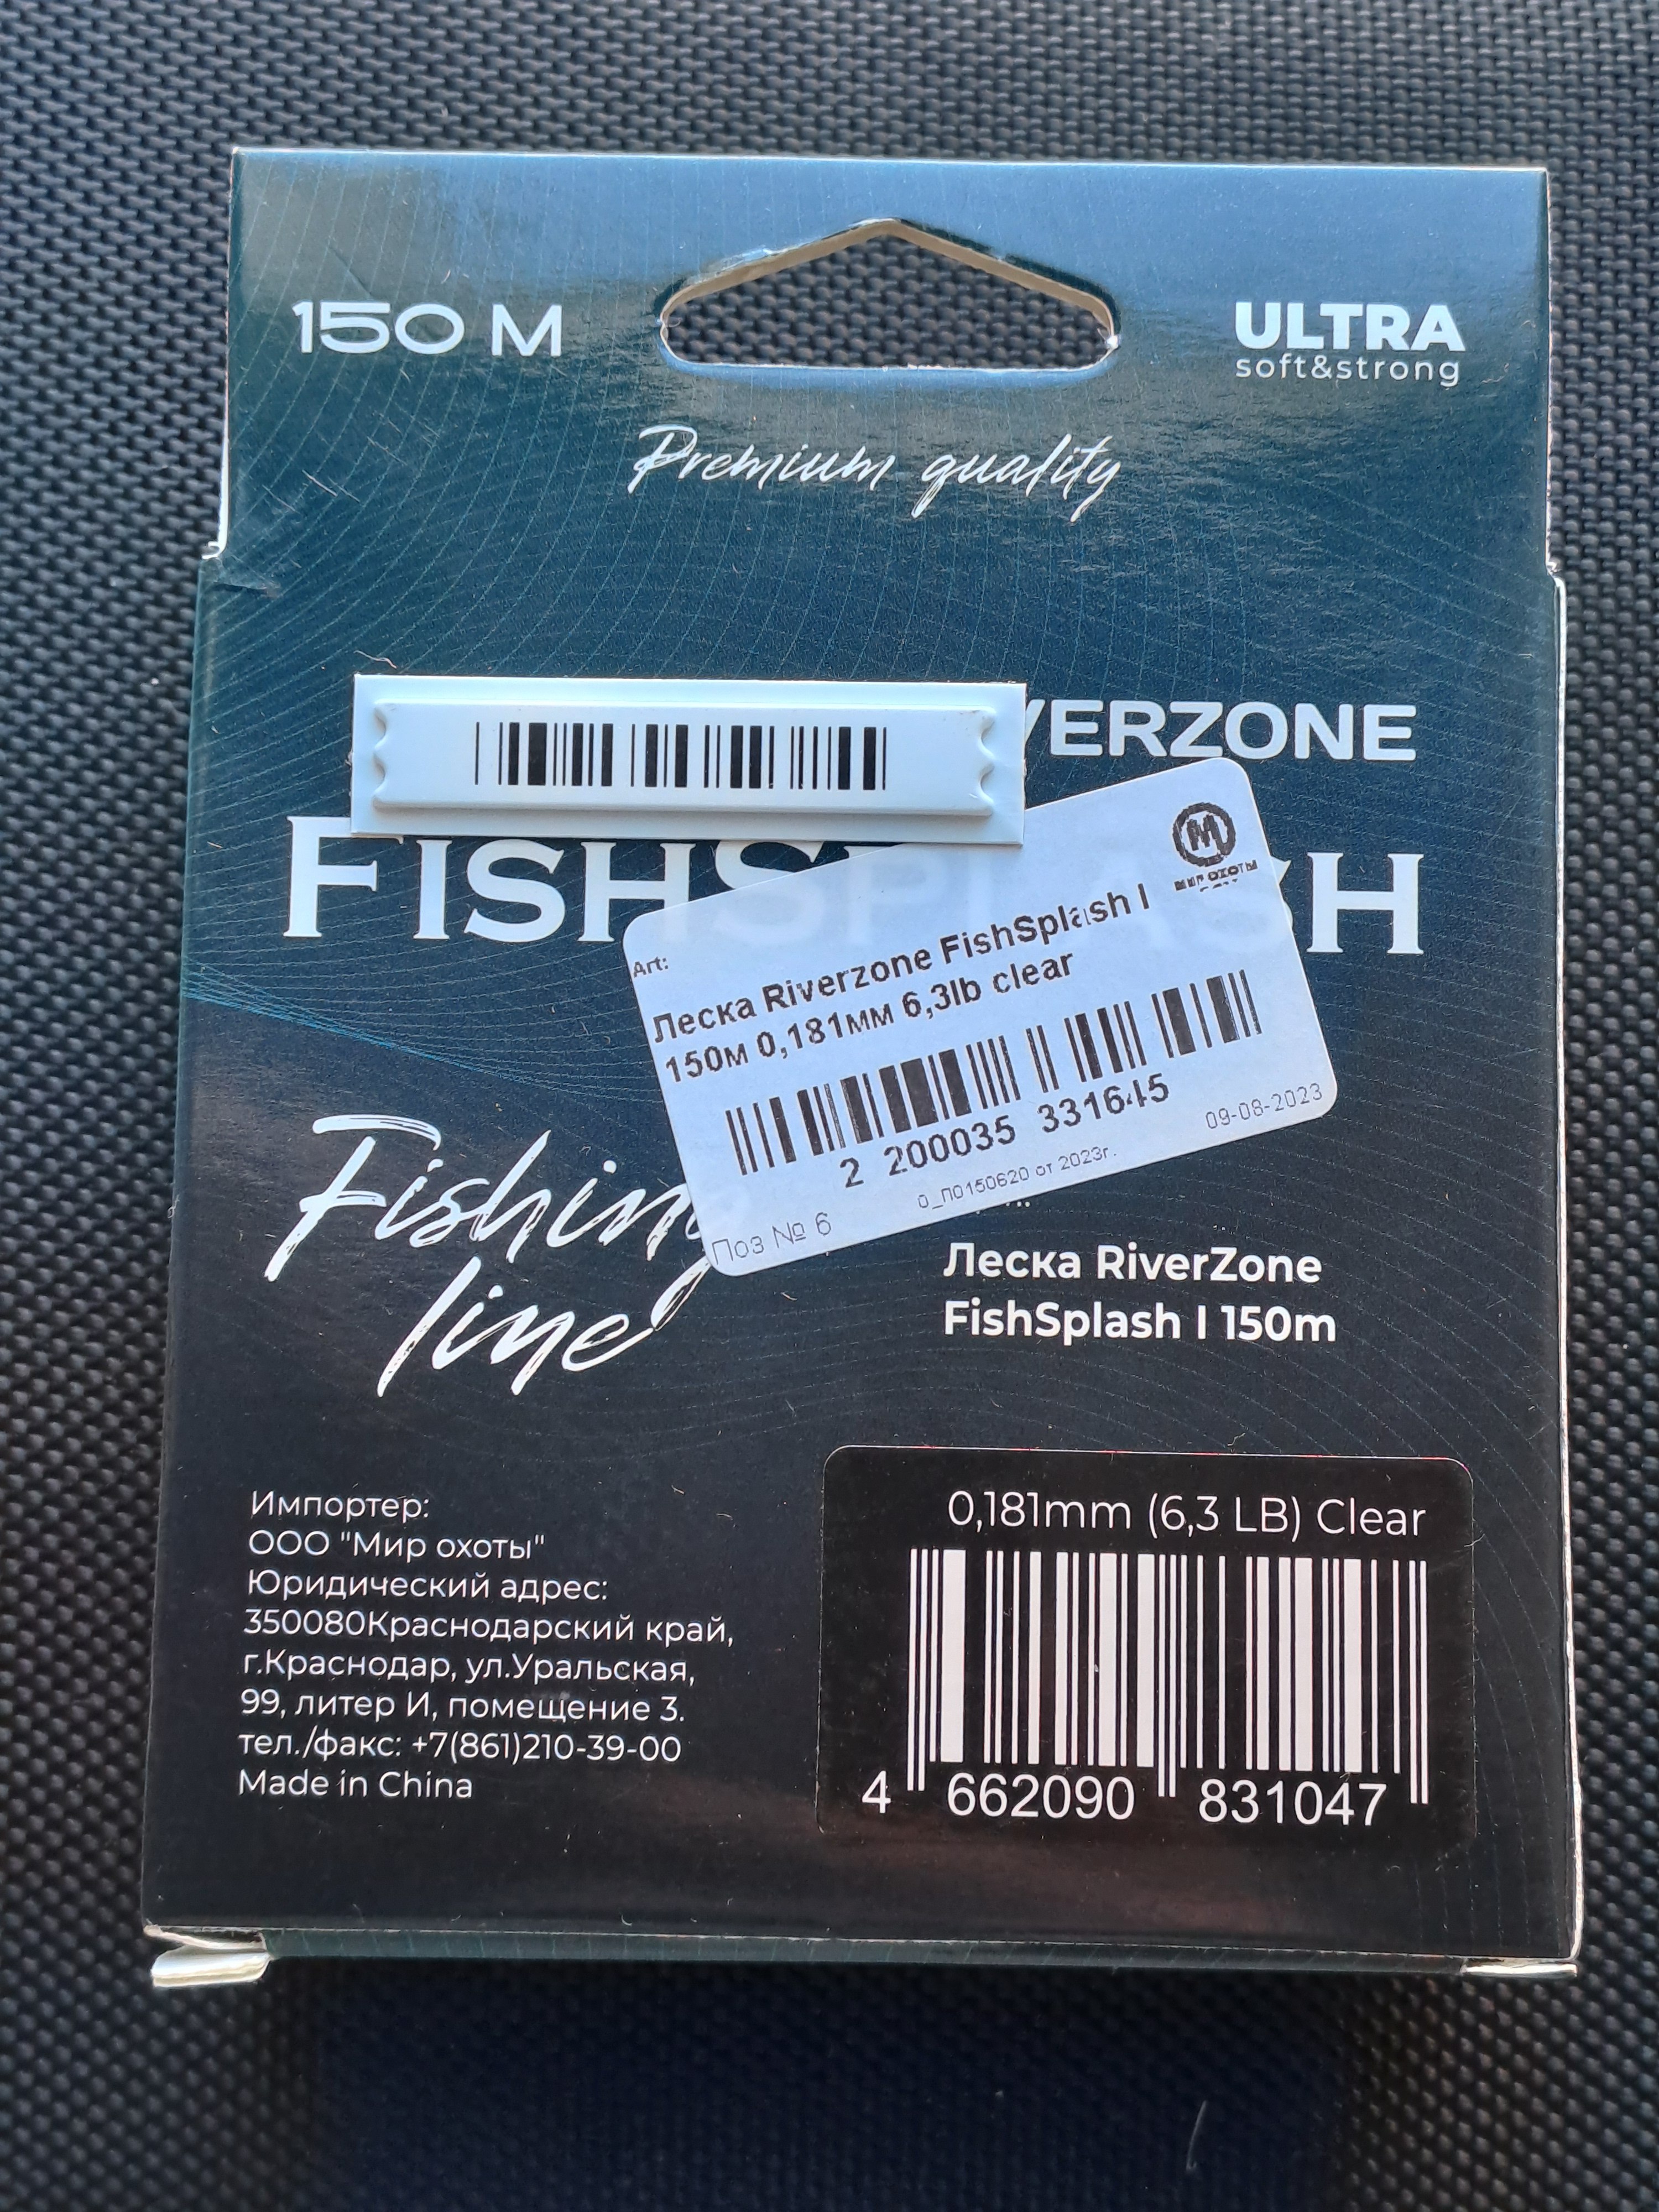 150 M
ULTRA
soft&strong
Premium quality
VERZONE
FISHSPLASH
МИР ОХОТЫ
Art:
Леска Riverzone FishSplash I
150м 0,181мм 6,3lb clear
2 200035 331645
09-08-2023
0_П0150620 от 2023г.
Поз № 6
Fishing
line
Леска RiverZone
FishSplash I 150m
Импортер:
ООО "Мир охоты"
Юридический адрес:
350080Краснодарский край,
г.Краснодар, ул.Уральская,
99, литер И, помещение 3.
тел./факс: +7(861)210-39-00
Made in China
0,181mm (6,3 LB) Clear
4 662090 831047